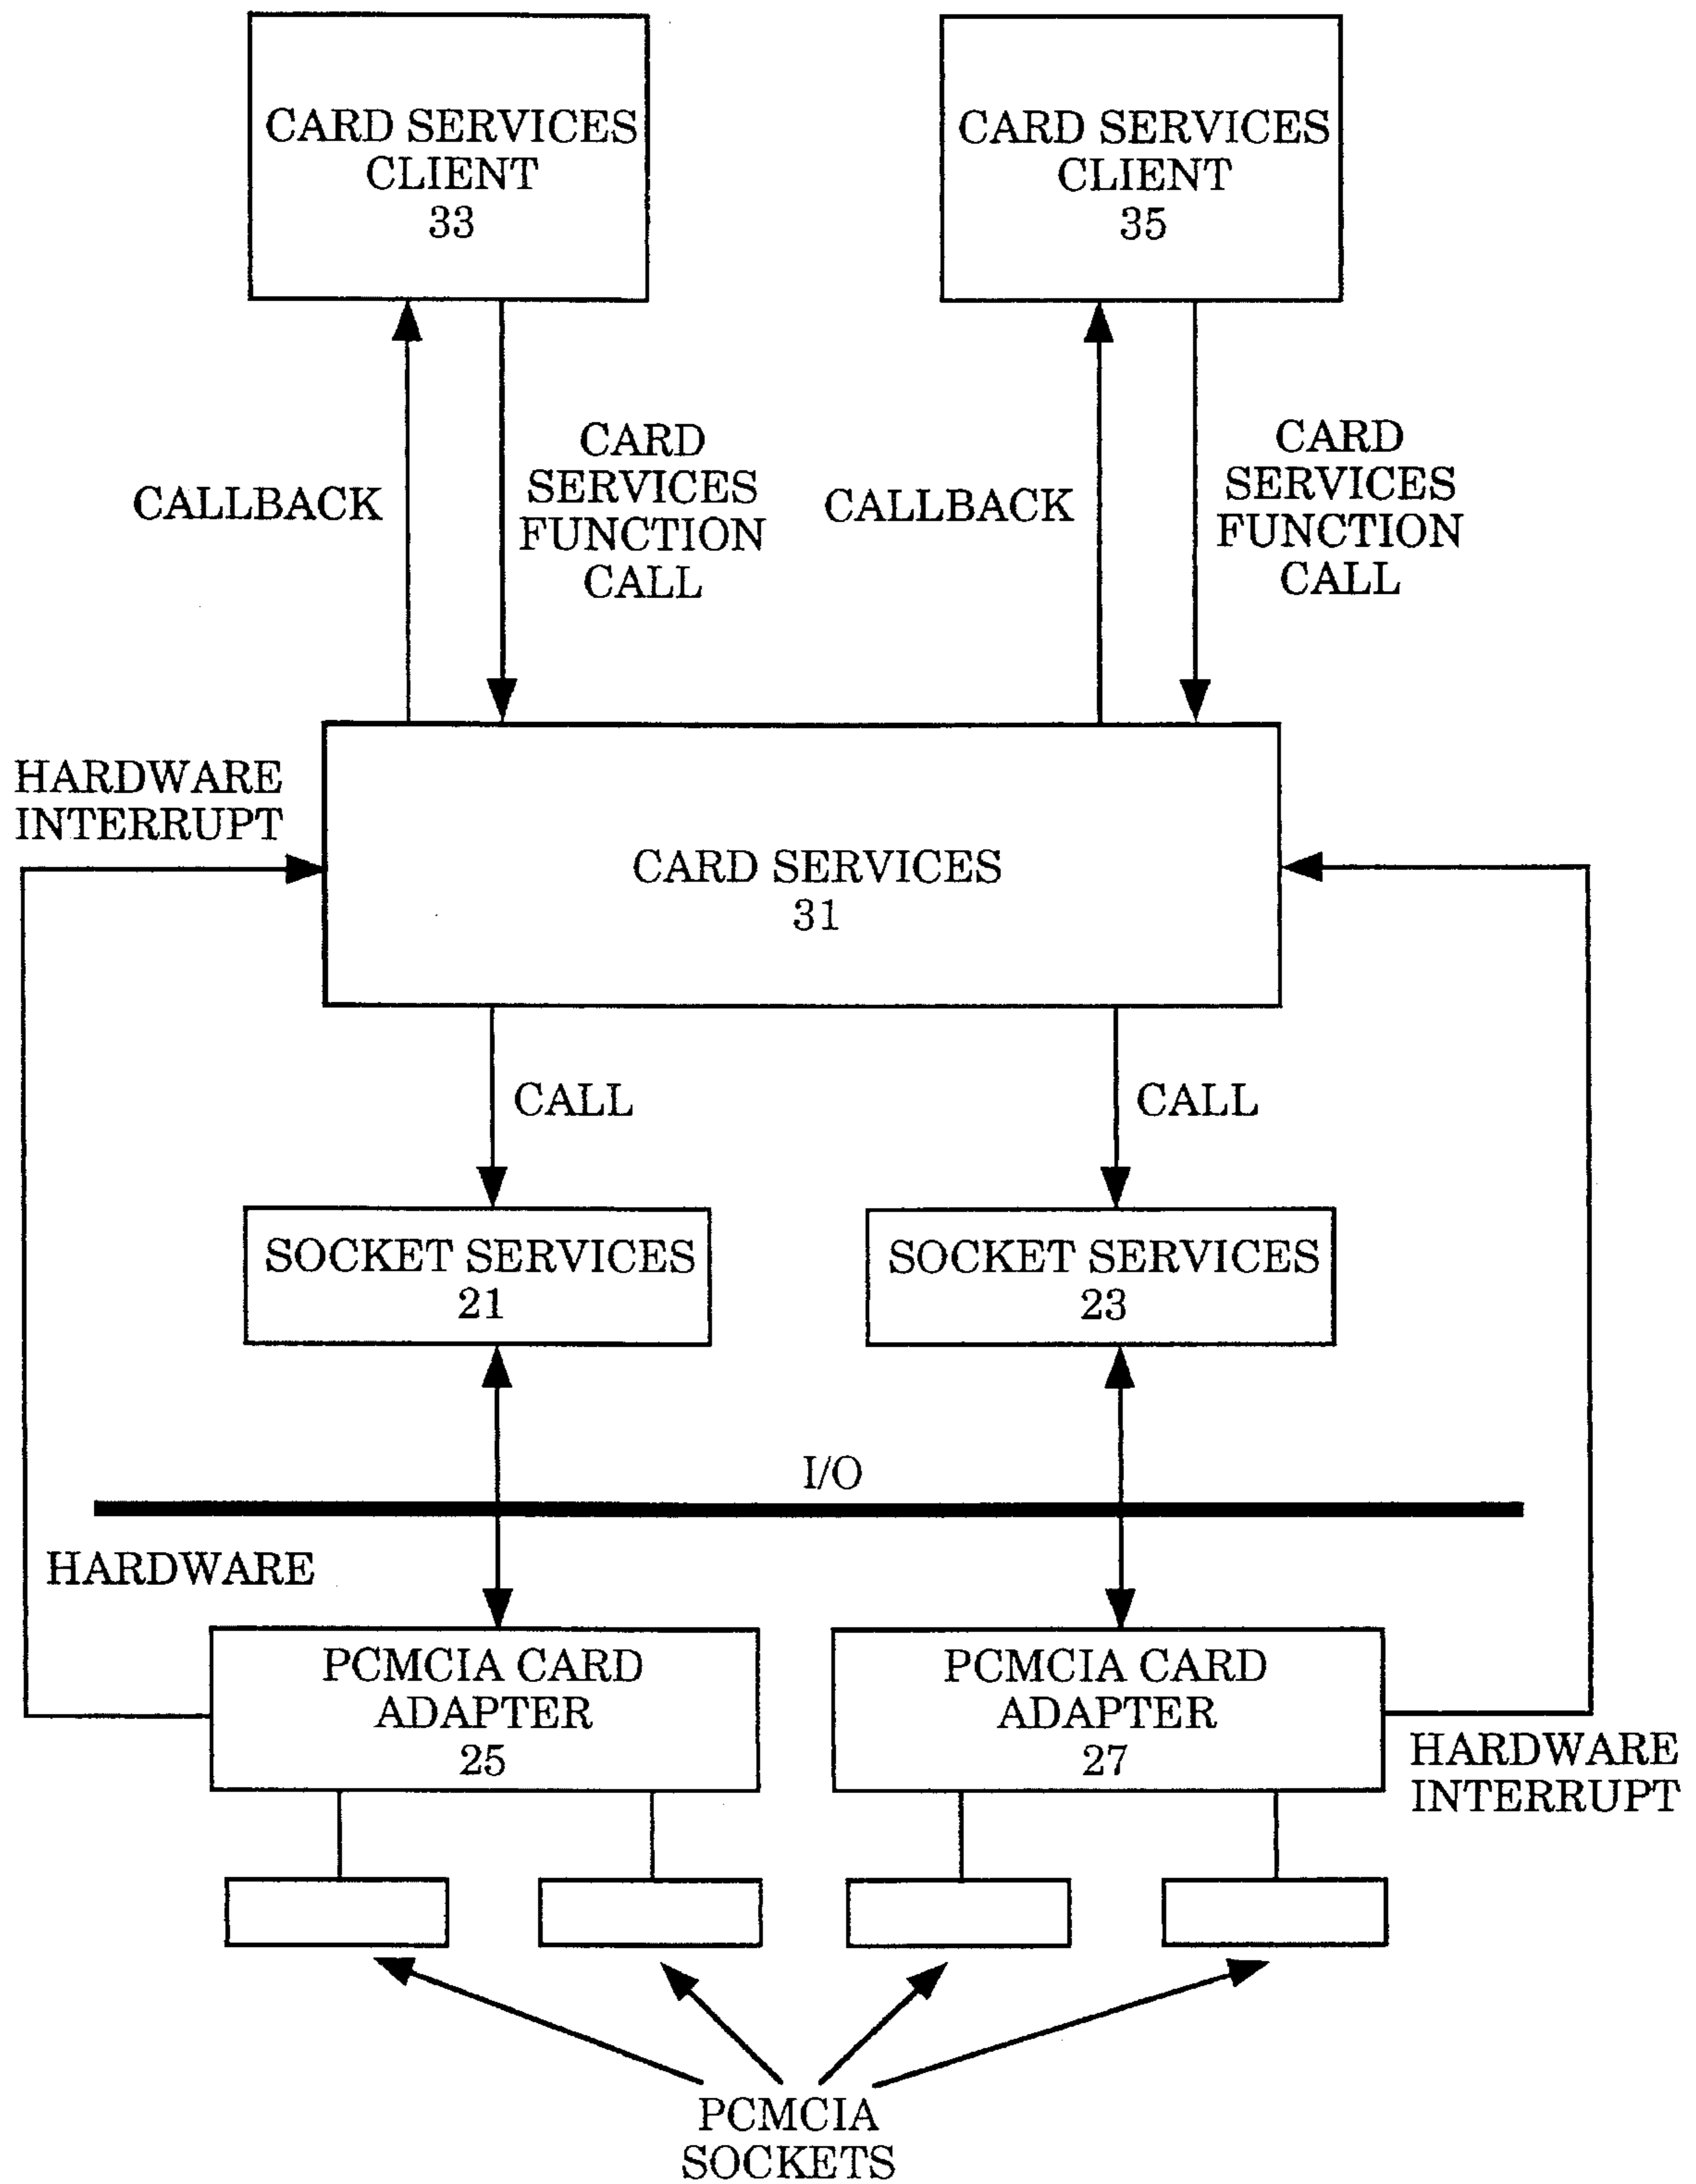 CARD SERVICES
CLIENT
33
CARD SERVICES
CLIENT
35
CALLBACK
CARD
SERVICES
FUNCTION
CALL
CALLBACK
CARD
SERVICES
FUNCTION
CALL
HARDWARE
INTERRUPT
CARD SERVICES
31
CALL
CALL
SOCKET SERVICES
21
SOCKET SERVICES
23
I/O
HARDWARE
PCMCIA CARD
ADAPTER
25
PCMCIA CARD
ADAPTER
27
HARDWARE
INTERRUPT
PCMCIA
SOCKETS